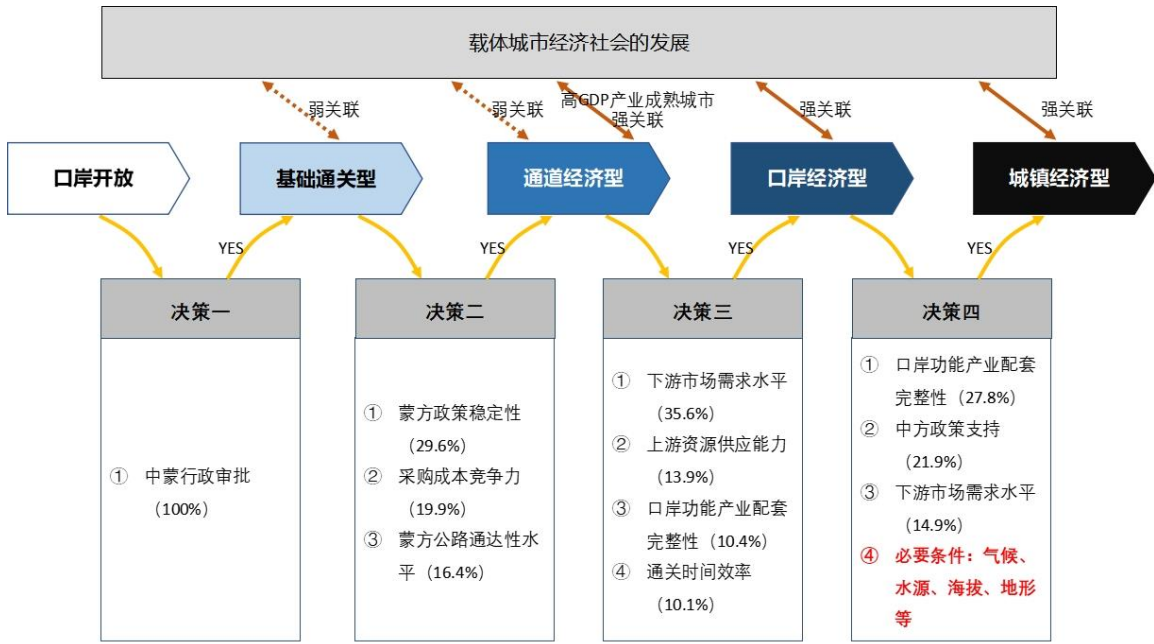 载体城市经济社会的发展
弱关联
弱关联
高GDP产业成熟城市
强关联
强关联
强关联
口岸开放
基础通关型
通道经济型
口岸经济型
城镇经济型
YES
YES
YES
YES
决策一
① 中蒙行政审批
（100%）
决策二
① 蒙方政策稳定性
（29.6%）
② 采购成本竞争力
（19.9%）
③ 蒙方公路通达性水
平（16.4%）
决策三
① 下游市场需求水平
（35.6%）
② 上游资源供应能力
（13.9%）
③ 口岸功能产业配套
完整性（10.4%）
④ 通关时间效率
（10.1%）
决策四
① 口岸功能产业配套
完整性（27.8%）
② 中方政策支持
（21.9%）
③ 下游市场需求水平
（14.9%）
④ 必要条件：气候、
水源、海拔、地形
等